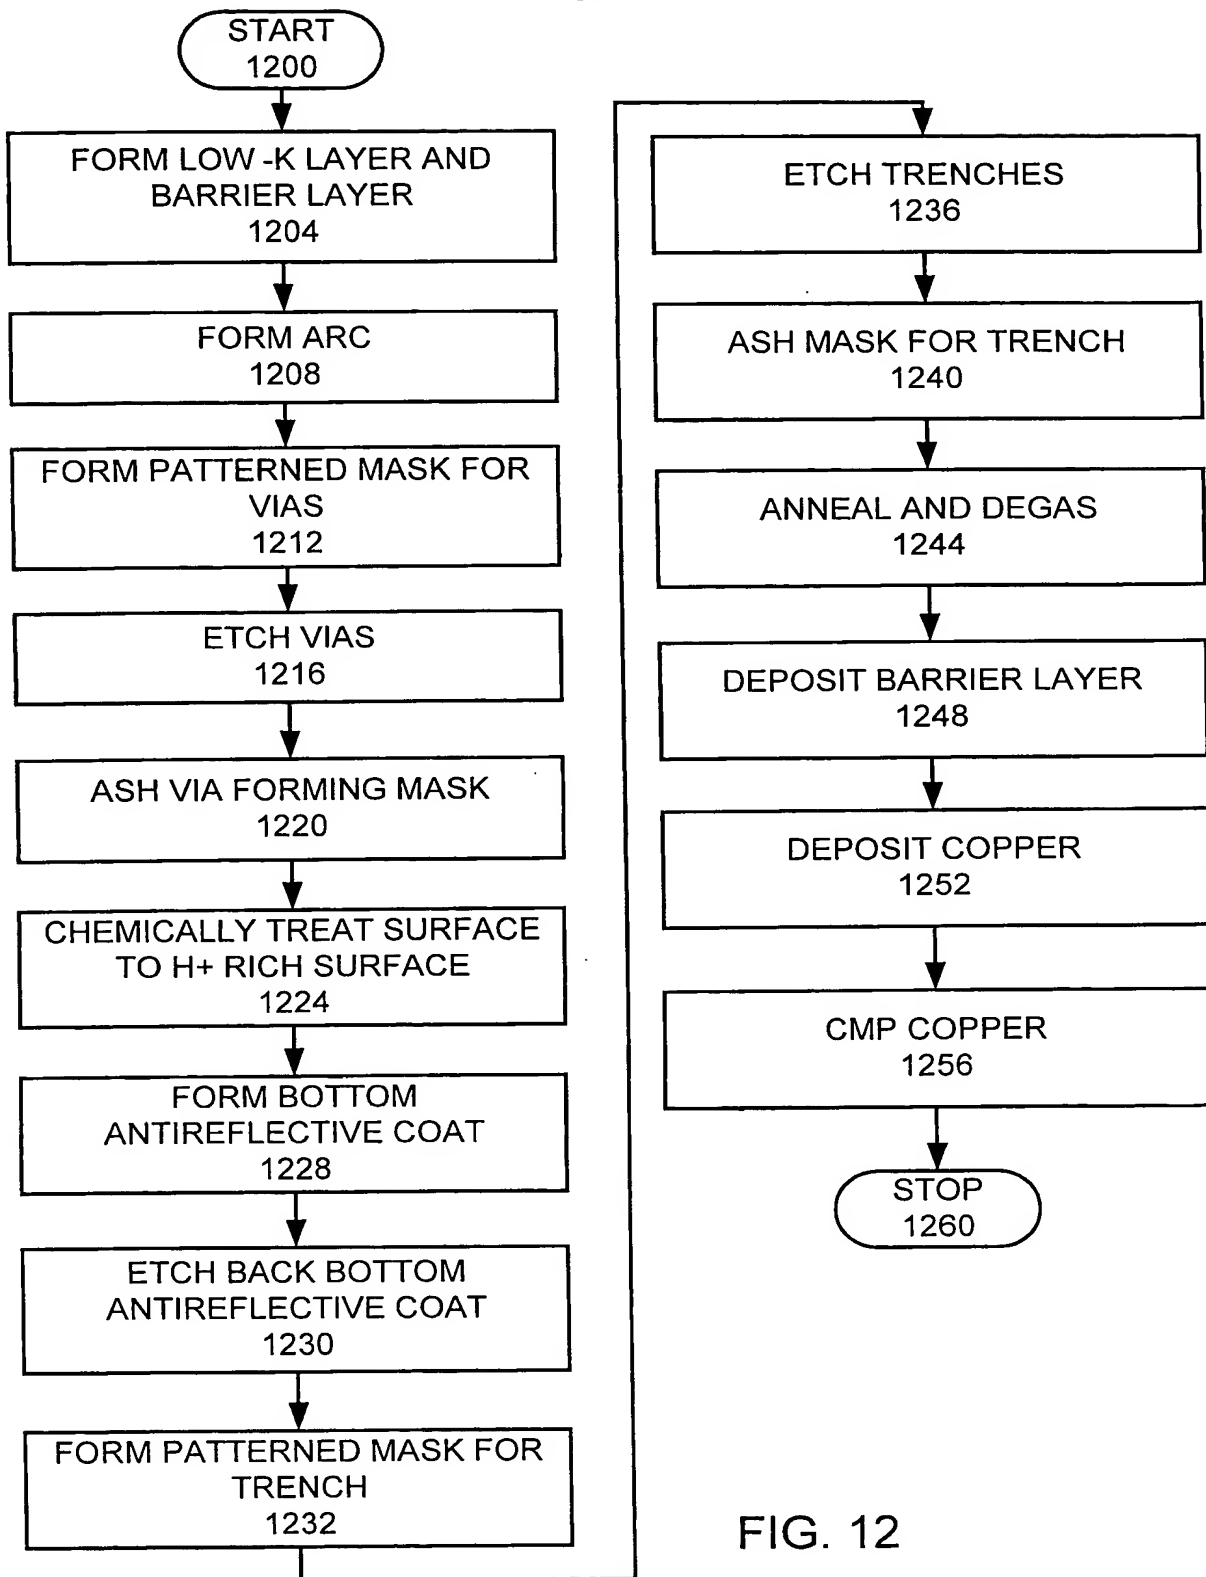 START
1200
FORM LOW -K LAYER AND
BARRIER LAYER
1204
FORM ARC
1208
FORM PATTERNED MASK FOR
VIAS
1212
ETCH VIAS
1216
ASH VIA FORMING MASK
1220
CHEMICALLY TREAT SURFACE
TO H+ RICH SURFACE
1224
FORM BOTTOM
ANTIREFLECTIVE COAT
1228
ETCH BACK BOTTOM
ANTIREFLECTIVE COAT
1230
FORM PATTERNED MASK FOR
TRENCH
1232
ETCH TRENCHES
1236
ASH MASK FOR TRENCH
1240
ANNEAL AND DEGAS
1244
DEPOSIT BARRIER LAYER
1248
DEPOSIT COPPER
1252
CMP COPPER
1256
STOP
1260
FIG. 12